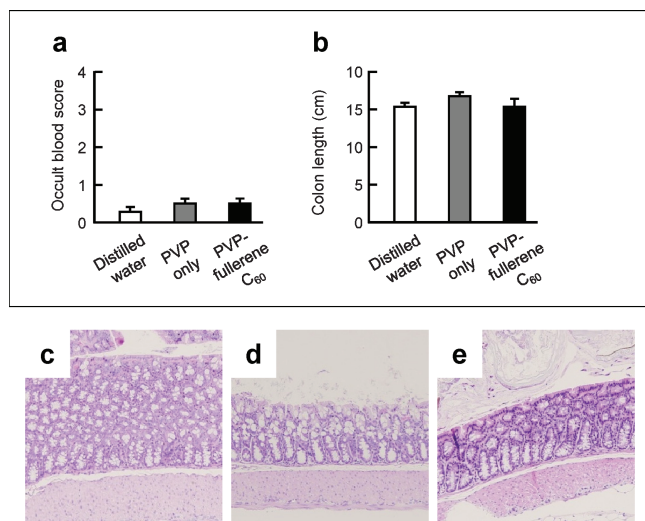 a
Occult blood score
4
3
2
1
0
Distilled
water
PVP
only
PVP-
fullerene
C60
b
Colon length (cm)
10
15
10
5
0
Distilled
water
PVP
only
PVP-
fullerene
C60
c
d
e